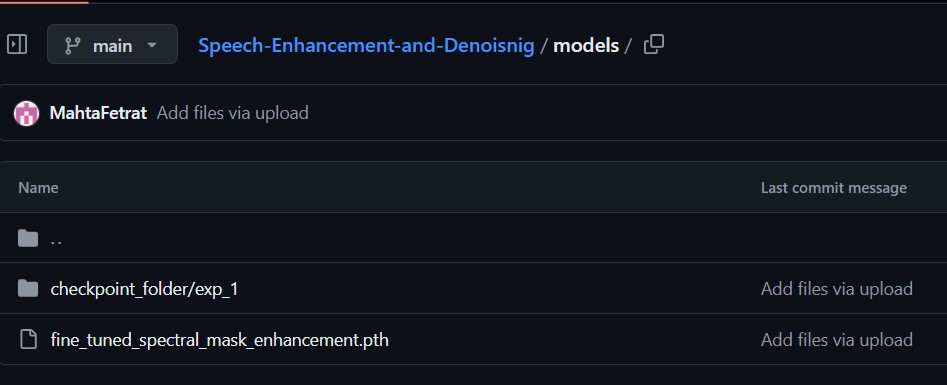 main Speech-Enhancement-and-Denoisnig / models /
MahtaFetrat Add files via upload
Name Last commit message
..
checkpoint_folder/exp_1 Add files via upload
fine_tuned_spectral_mask_enhancement.pth Add files via upload